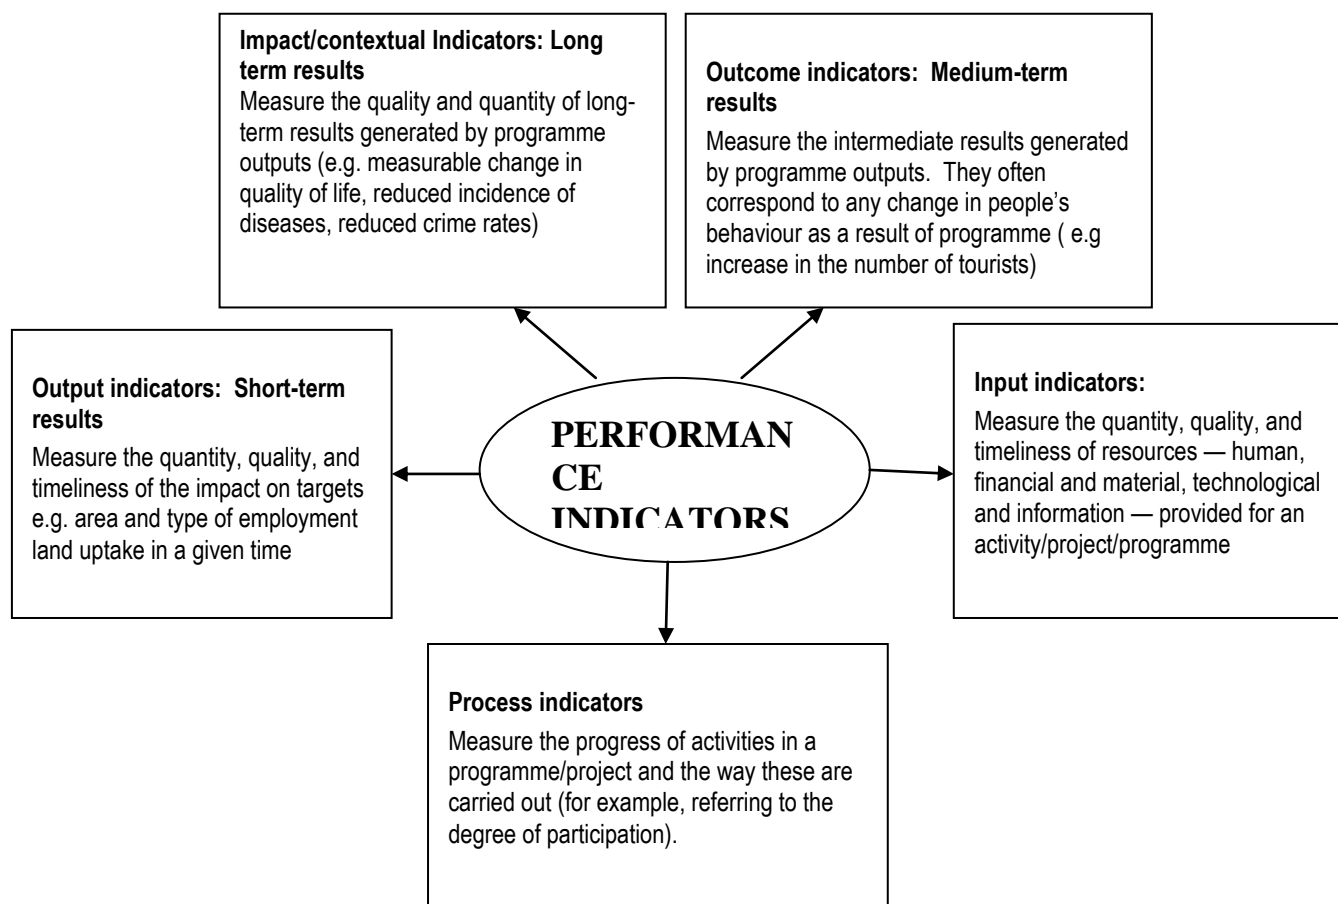 Impact/contextual Indicators: Long
term results
Measure the quality and quantity of long-
term results generated by programme
outputs (e.g. measurable change in
quality of life, reduced incidence of
diseases, reduced crime rates)
Outcome indicators: Medium-term
results
Measure the intermediate results generated
by programme outputs. They often
correspond to any change in people’s
behaviour as a result of programme ( e.g
increase in the number of tourists)
Output indicators: Short-term
results
Measure the quantity, quality, and
timeliness of the impact on targets
e.g. area and type of employment
land uptake in a given time
PERFORMAN
CE
INDICATORS
Input indicators:
Measure the quantity, quality, and
timeliness of resources — human,
financial and material, technological
and information — provided for an
activity/project/programme
Process indicators
Measure the progress of activities in a
programme/project and the way these are
carried out (for example, referring to the
degree of participation).